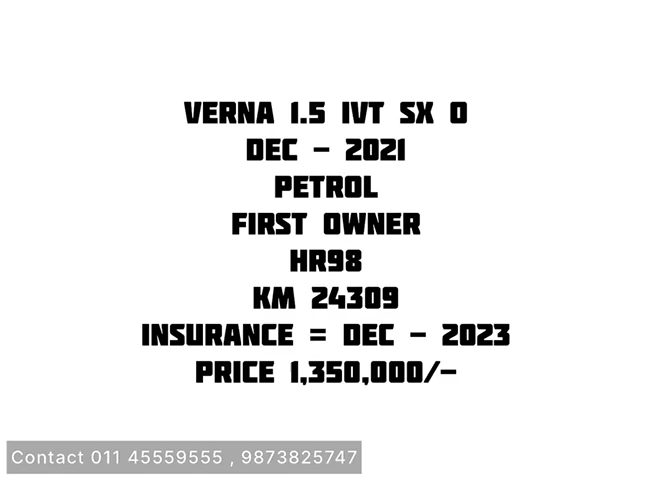 VERNA 1.5 IVT SX O
DEC - 2021
PETROL
FIRST OWNER
HR98
KM 24309
INSURANCE = DEC - 2023
PRICE 1,350,000/-
Contact 011 45559555 , 9873825747